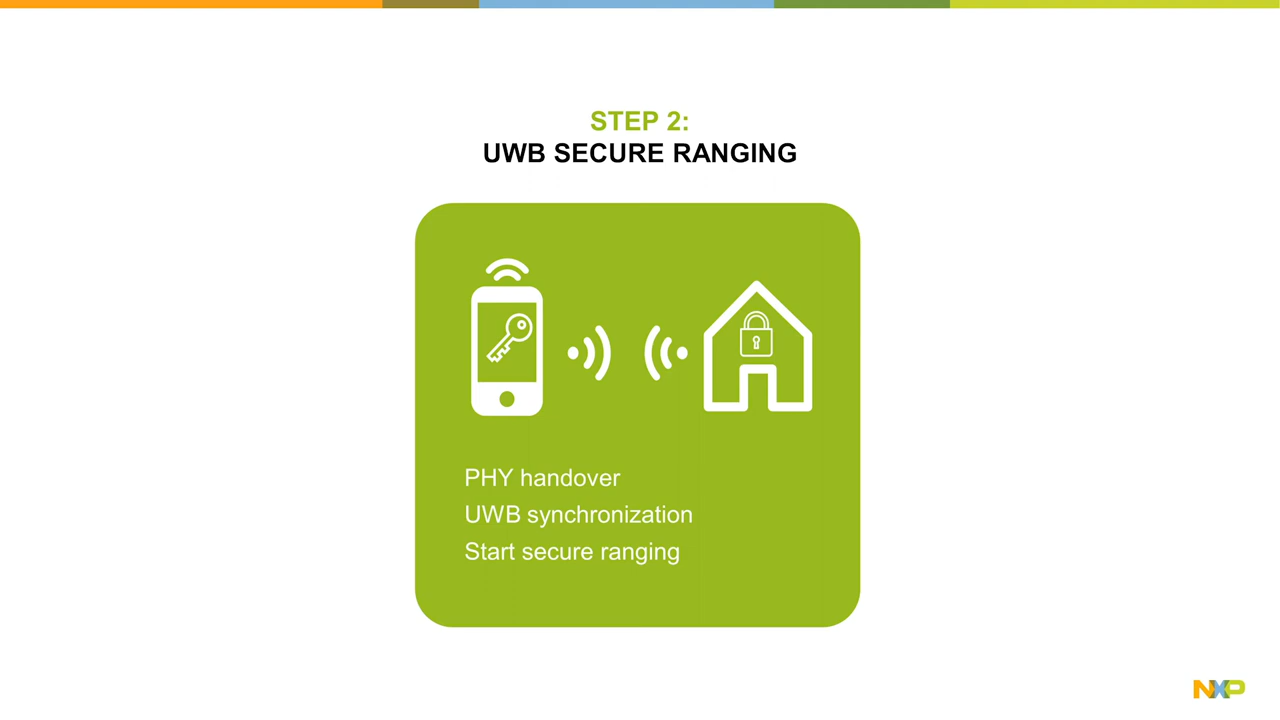 STEP 2:
UWB SECURE RANGING
PHY handover
UWB synchronization
Start secure ranging
NXP